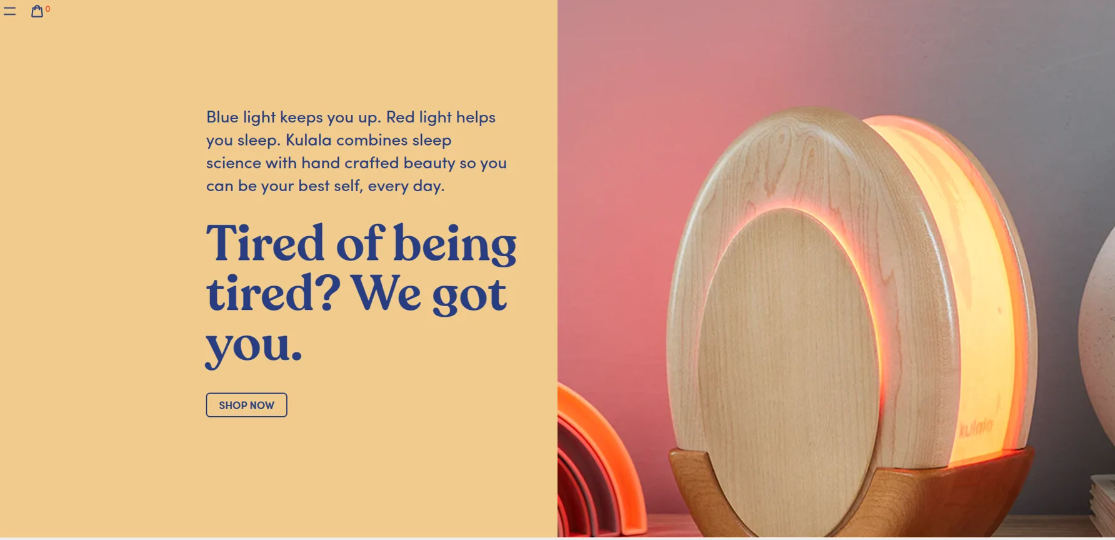 0
Blue light keeps you up. Red light helps
you sleep. Kulala combines sleep
science with hand crafted beauty so you
can be your best self, every day.
Tired of being
tired? We got
you.
SHOP NOW
kulala